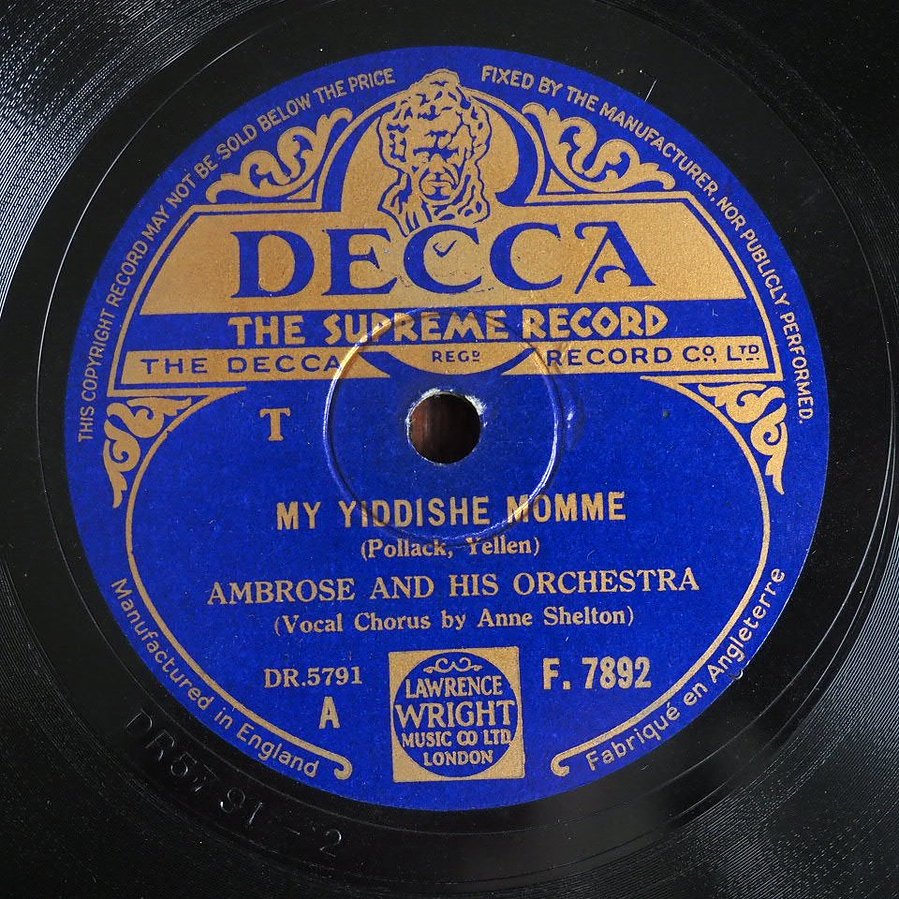 THIS COPYRIGHT RECORD MAY NOT BE SOLD BELOW THE PRICE FIXED BY THE MANUFACTURER, NOR PUBLICLY PERFORMED.
DECCA
THE SUPREME RECORD
THE DECCA REGD RECORD CO. LTD.
T
MY YIDDISHE MOMME
(Pollack, Yellen)
AMBROSE AND HIS ORCHESTRA
(Vocal Chorus by Anne Shelton)
DR.5791
A
LAWRENCE
WRIGHT
MUSIC CO LTD
LONDON
F. 7892
Manufactured in England
Fabriqué en Angleterre
DR5791-2